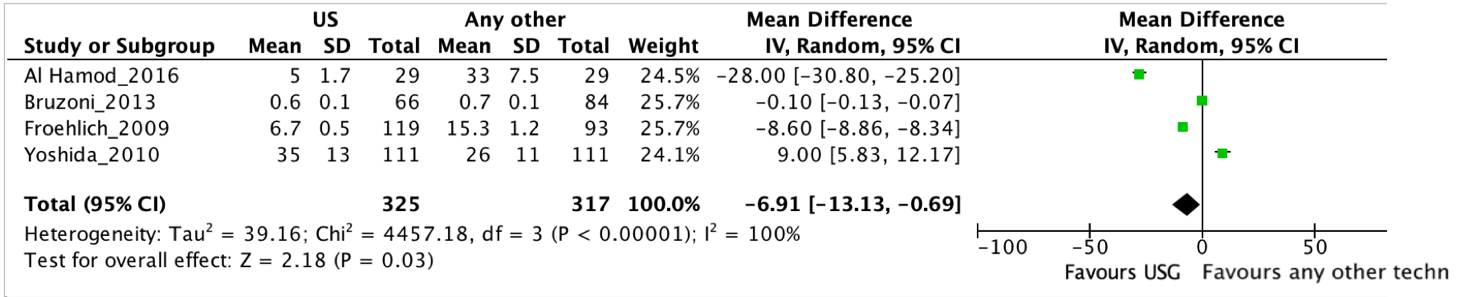 US Any other Mean Difference Mean Difference
Study or Subgroup Mean SD Total Mean SD Total Weight IV, Random, 95% CI IV, Random, 95% CI
Al Hamod_2016 5 1.7 29 33 7.5 29 24.5% −28.00 [−30.80, −25.20]
Bruzoni_2013 0.6 0.1 66 0.7 0.1 84 25.7% −0.10 [−0.13, −0.07]
Froehlich_2009 6.7 0.5 119 15.3 1.2 93 25.7% −8.60 [−8.86, −8.34]
Yoshida_2010 35 13 111 26 11 111 24.1% 9.00 [5.83, 12.17]
Total (95% CI) 325 317 100.0% −6.91 [−13.13, −0.69]
Heterogeneity: Tau² = 39.16; Chi² = 4457.18, df = 3 (P < 0.00001); I² = 100%
Test for overall effect: Z = 2.18 (P = 0.03)
−100 −50 0 50
Favours USG Favours any other techn